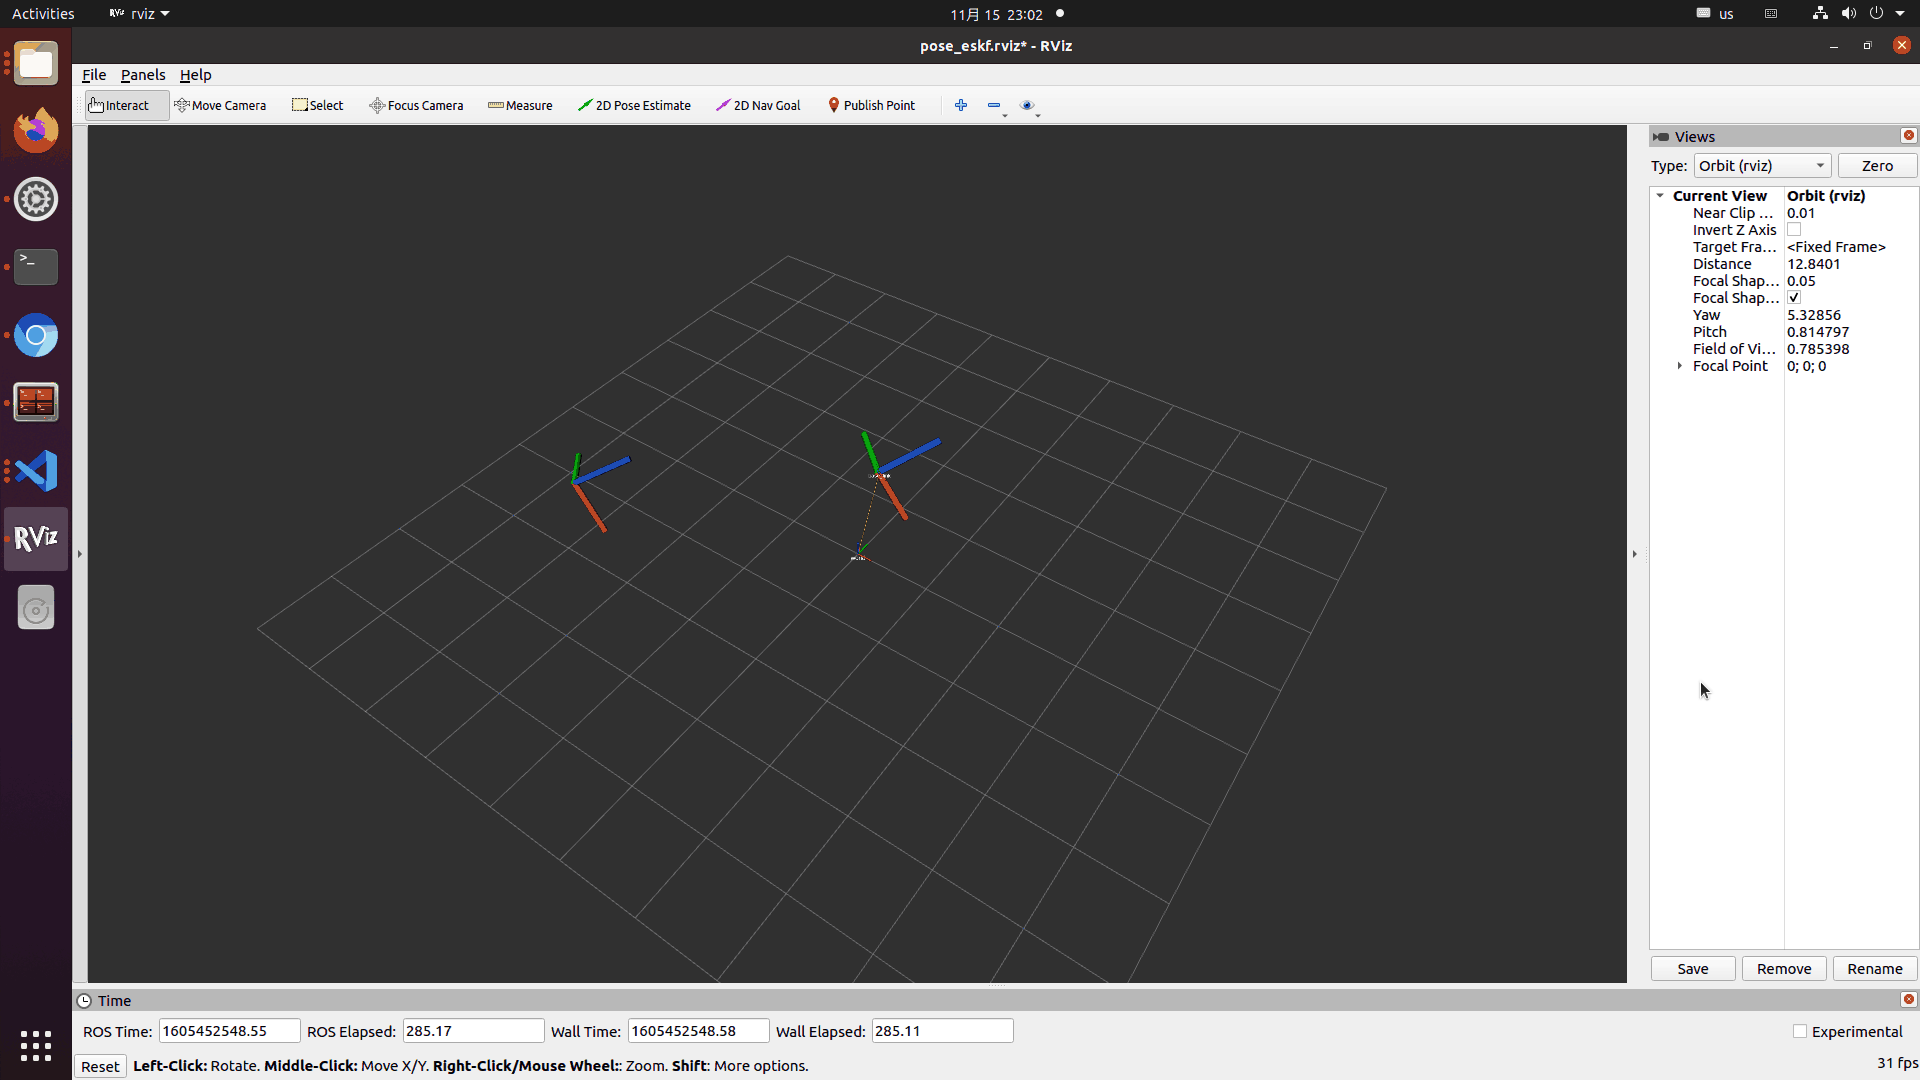 Activities RViz rviz 11月 15 23:02 us
pose_eskf.rviz* - RViz
File Panels Help
Interact Move Camera Select Focus Camera Measure 2D Pose Estimate 2D Nav Goal Publish Point
Views
Type: Orbit (rviz) Zero
Current View Orbit (rviz)
Near Clip ... 0.01
Invert Z Axis
Target Fra... <Fixed Frame>
Distance 12.8401
Focal Shap... 0.05
Focal Shap...
Yaw 5.32856
Pitch 0.814797
Field of Vi... 0.785398
Focal Point 0; 0; 0
RViz
Save Remove Rename
Time
ROS Time: 1605452548.55 ROS Elapsed: 285.17 Wall Time: 1605452548.58 Wall Elapsed: 285.11 Experimental
Reset Left-Click: Rotate. Middle-Click: Move X/Y. Right-Click/Mouse Wheel:: Zoom. Shift: More options. 31 fps